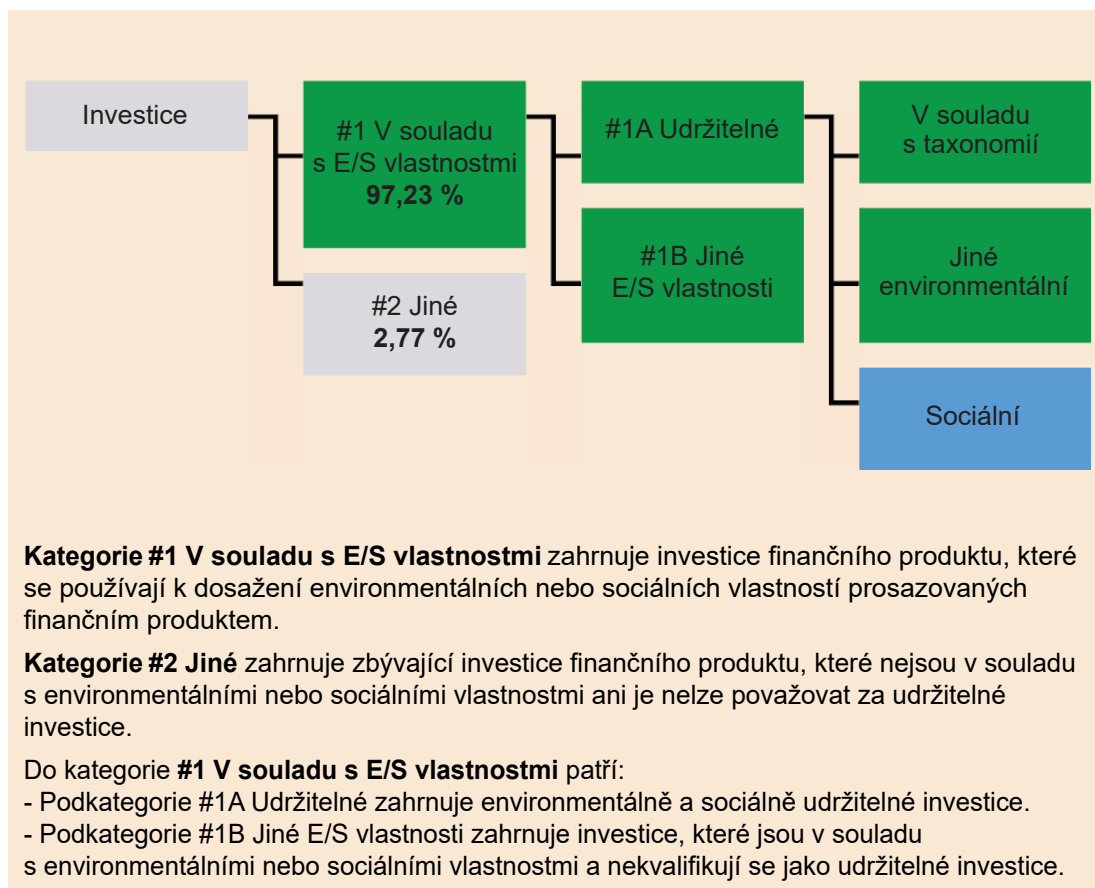 Investice
#1 V souladu
s E/S vlastnostmi
97,23 %
#2 Jiné
2,77 %
#1A Udržitelné
#1B Jiné
E/S vlastnosti
V souladu
s taxonomií
Jiné
environmentální
Sociální
Kategorie #1 V souladu s E/S vlastnostmi zahrnuje investice finančního produktu, které
se používají k dosažení environmentálních nebo sociálních vlastností prosazovaných
finančním produktem.
Kategorie #2 Jiné zahrnuje zbývající investice finančního produktu, které nejsou v souladu
s environmentálními nebo sociálními vlastnostmi ani je nelze považovat za udržitelné
investice.
Do kategorie #1 V souladu s E/S vlastnostmi patří:
- Podkategorie #1A Udržitelné zahrnuje environmentálně a sociálně udržitelné investice.
- Podkategorie #1B Jiné E/S vlastnosti zahrnuje investice, které jsou v souladu
s environmentálními nebo sociálními vlastnostmi a nekvalifikují se jako udržitelné investice.